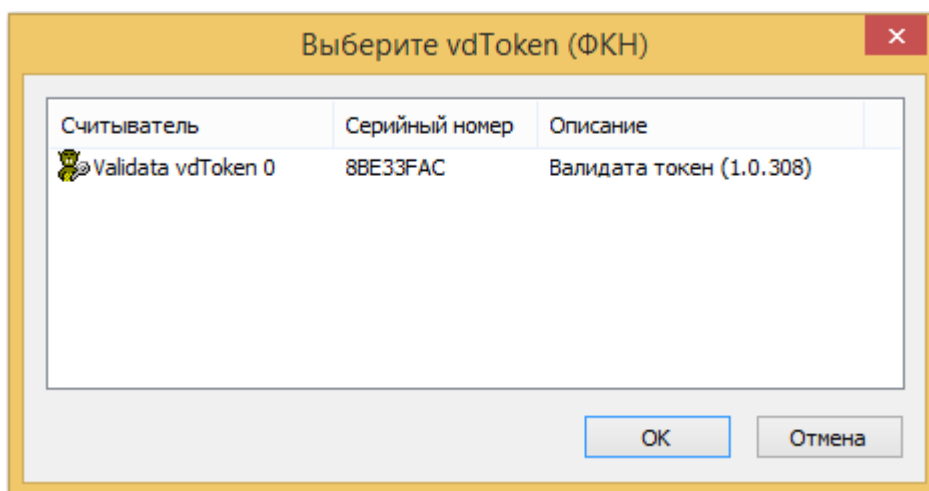 Выберите vdToken (ФКН)
Считыватель Серийный номер Описание
Validata vdToken 0 8BE33FAC Валидата токен (1.0.308)
OK Отмена